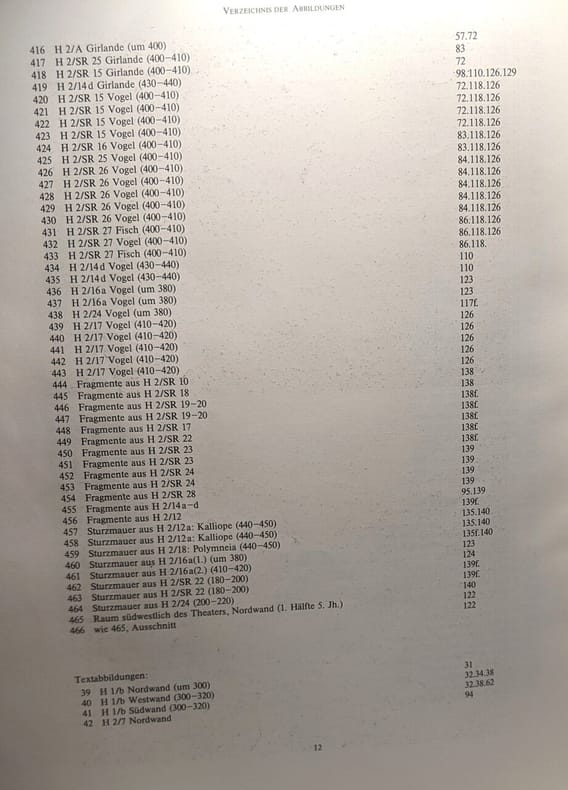 VERZEICHNIS DER ABBILDUNGEN
416 H 2/A Girlande (um 400) 57.72
417 H 2/SR 25 Girlande (400–410) 83
418 H 2/SR 15 Girlande (400–410) 72
419 H 2/14d Girlande (430–440) 98.110.126.129
420 H 2/SR 15 Vogel (400–410) 72.118.126
421 H 2/SR 15 Vogel (400–410) 72.118.126
422 H 2/SR 15 Vogel (400–410) 72.118.126
423 H 2/SR 15 Vogel (400–410) 72.118.126
424 H 2/SR 16 Vogel (400–410) 83.118.126
425 H 2/SR 25 Vogel (400–410) 83.118.126
426 H 2/SR 26 Vogel (400–410) 84.118.126
427 H 2/SR 26 Vogel (400–410) 84.118.126
428 H 2/SR 26 Vogel (400–410) 84.118.126
429 H 2/SR 26 Vogel (400–410) 84.118.126
430 H 2/SR 26 Vogel (400–410) 84.118.126
431 H 2/SR 27 Fisch (400–410) 86.118.126
432 H 2/SR 27 Vogel (400–410) 86.118.126
433 H 2/SR 27 Fisch (400–410) 86.118.
434 H 2/14d Vogel (430–440) 110
435 H 2/14d Vogel (430–440) 110
436 H 2/16a Vogel (um 380) 123
437 H 2/16a Vogel (um 380) 123
438 H 2/24 Vogel (um 380) 117f.
439 H 2/17 Vogel (410–420) 126
440 H 2/17 Vogel (410–420) 126
441 H 2/17 Vogel (410–420) 126
442 H 2/17 Vogel (410–420) 126
443 H 2/17 Vogel (410–420) 126
444 Fragmente aus H 2/SR 10 138
445 Fragmente aus H 2/SR 18 138
446 Fragmente aus H 2/SR 19–20 138f.
447 Fragmente aus H 2/SR 19–20 138f.
448 Fragmente aus H 2/SR 17 138f.
449 Fragmente aus H 2/SR 22 138f.
450 Fragmente aus H 2/SR 23 138f.
451 Fragmente aus H 2/SR 23 139
452 Fragmente aus H 2/SR 24 139
453 Fragmente aus H 2/SR 24 139
454 Fragmente aus H 2/SR 28 139
455 Fragmente aus H 2/14a–d 95.139
456 Fragmente aus H 2/12 139f.
457 Sturzmauer aus H 2/12a: Kalliope (440–450) 135.140
458 Sturzmauer aus H 2/12a: Kalliope (440–450) 135.140
459 Sturzmauer aus H 2/18: Polymneia (440–450) 135f.140
460 Sturzmauer aus H 2/16a(1.) (um 380) 123
461 Sturzmauer aus H 2/16a(2.) (410–420) 124
462 Sturzmauer aus H 2/SR 22 (180–200) 139f.
463 Sturzmauer aus H 2/SR 22 (180–200) 139f.
464 Sturzmauer aus H 2/24 (200–220) 140
465 Raum südwestlich des Theaters, Nordwand (1. Hälfte 5. Jh.) 122
466 wie 465, Ausschnitt 122
Textabbildungen:
39 H 1/b Nordwand (um 300) 31
40 H 1/b Westwand (300–320) 32.34.38
41 H 1/b Südwand (300–320) 32.38.62
42 H 2/7 Nordwand 94
12